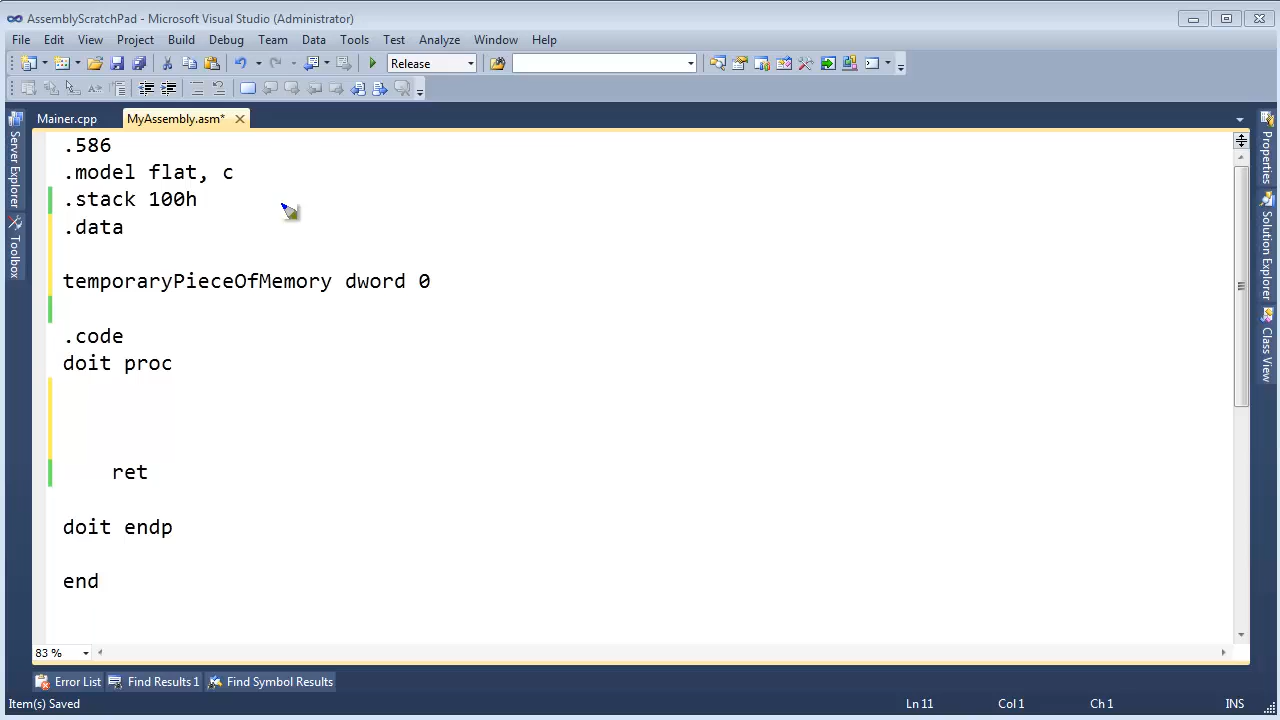 AssemblyScratchPad - Microsoft Visual Studio (Administrator)
File Edit View Project Build Debug Team Data Tools Test Analyze Window Help
Release
Mainer.cpp MyAssembly.asm*
.586
.model flat, c
.stack 100h
.data
temporaryPieceOfMemory dword 0
.code
doit proc
ret
doit endp
end
Server Explorer
Toolbox
Properties
Solution Explorer
Class View
83 %
Error List Find Results 1 Find Symbol Results
Item(s) Saved Ln 11 Col 1 Ch 1 INS